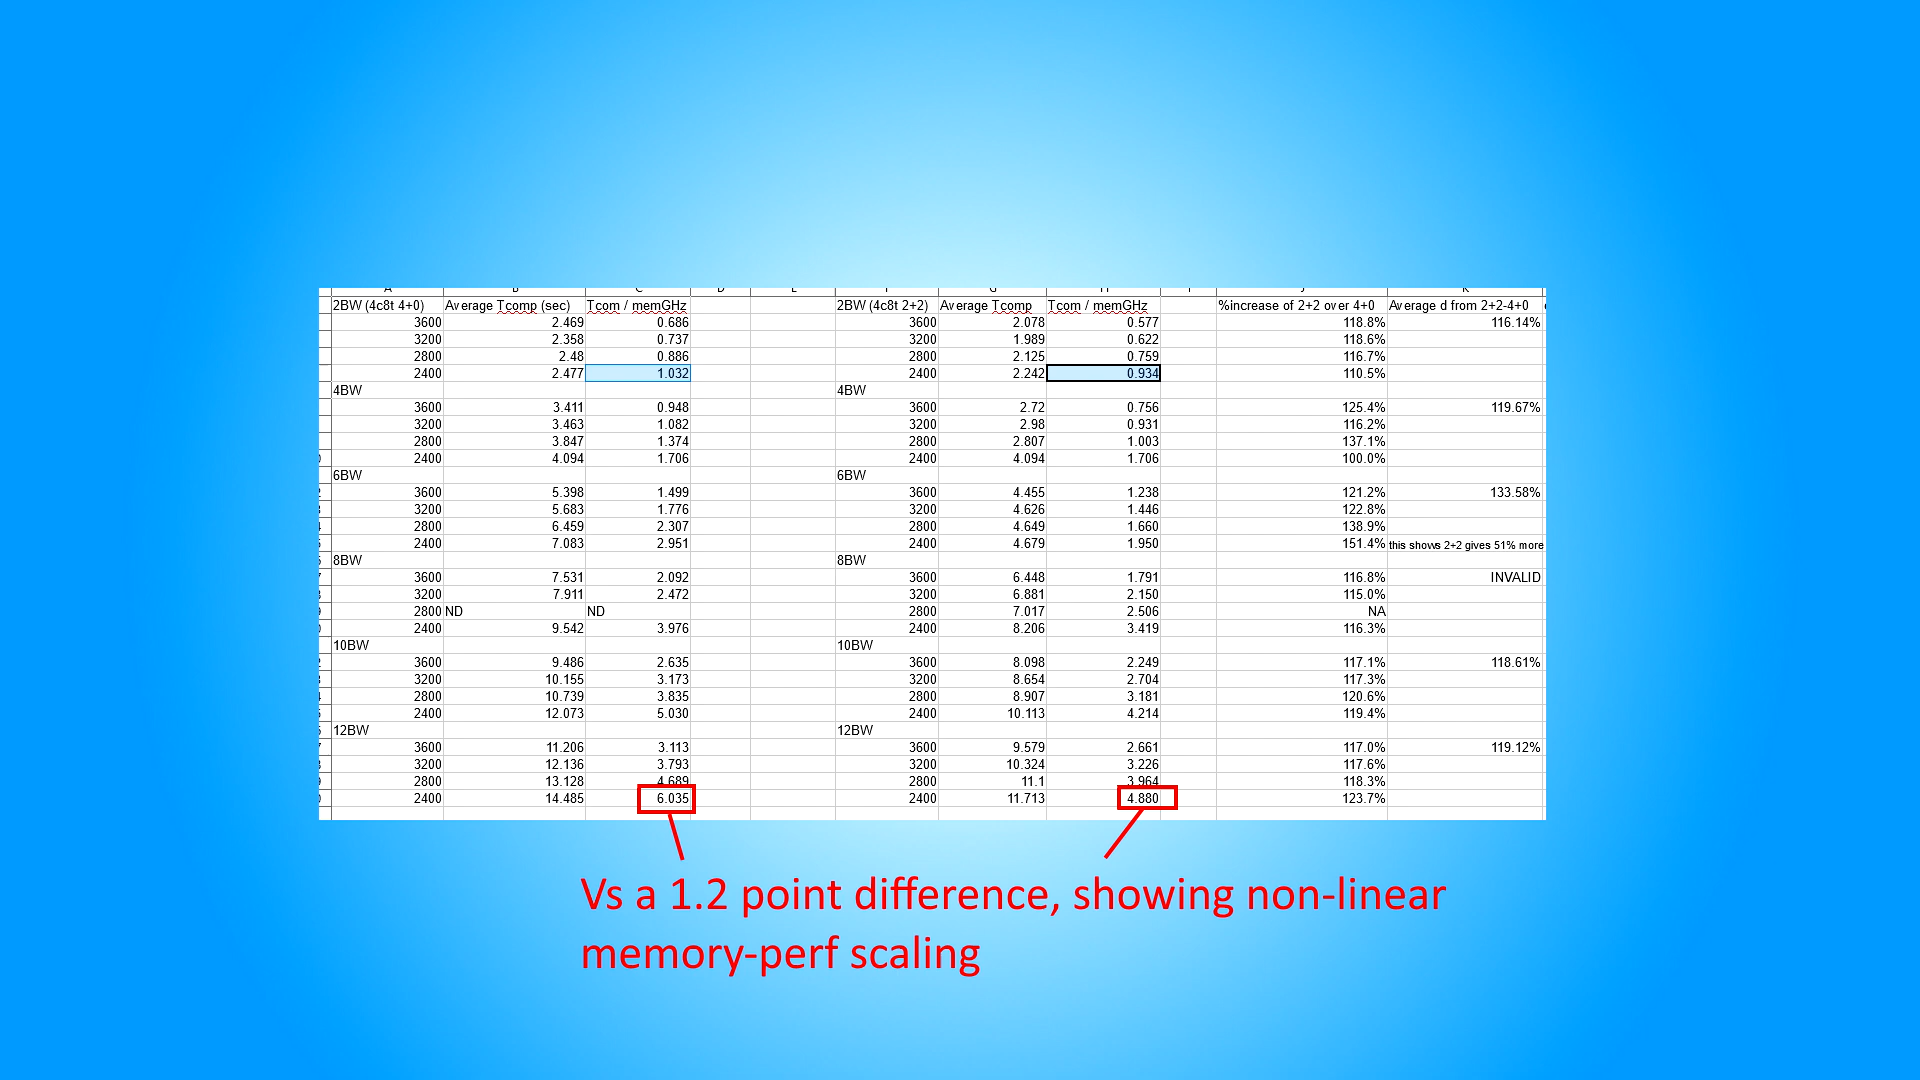 2BW (4c8t 4+0) Average Tcomp (sec) Tcom / memGHz 2BW (4c8t 2+2) Average Tcomp Tcom / memGHz %increase of 2+2 over 4+0 Average d from 2+2-4+0
3600 2.469 0.686 3600 2.078 0.577 118.8% 116.14%
3200 2.358 0.737 3200 1.989 0.622 118.6%
2800 2.48 0.886 2800 2.125 0.759 116.7%
2400 2.477 1.032 2400 2.242 0.934 110.5%
4BW 4BW
3600 3.411 0.948 3600 2.72 0.756 125.4% 119.67%
3200 3.463 1.082 3200 2.98 0.931 116.2%
2800 3.847 1.374 2800 2.807 1.003 137.1%
2400 4.094 1.706 2400 4.094 1.706 100.0%
6BW 6BW
3600 5.398 1.499 3600 4.455 1.238 121.2% 133.58%
3200 5.683 1.776 3200 4.626 1.446 122.8%
2800 6.459 2.307 2800 4.649 1.660 138.9%
2400 7.083 2.951 2400 4.679 1.950 151.4% this shows 2+2 gives 51% more
8BW 8BW
3600 7.531 2.092 3600 6.448 1.791 116.8% INVALID
3200 7.911 2.472 3200 6.881 2.150 115.0%
2800 ND ND 2800 7.017 2.506 NA
2400 9.542 3.976 2400 8.206 3.419 116.3%
10BW 10BW
3600 9.486 2.635 3600 8.098 2.249 117.1% 118.61%
3200 10.155 3.173 3200 8.654 2.704 117.3%
2800 10.739 3.835 2800 8.907 3.181 120.6%
2400 12.073 5.030 2400 10.113 4.214 119.4%
12BW 12BW
3600 11.206 3.113 3600 9.579 2.661 117.0% 119.12%
3200 12.136 3.793 3200 10.324 3.226 117.6%
2800 13.128 4.689 2800 11.1 3.964 118.3%
2400 14.485 6.035 2400 11.713 4.880 123.7%
Vs a 1.2 point difference, showing non-linear
memory-perf scaling